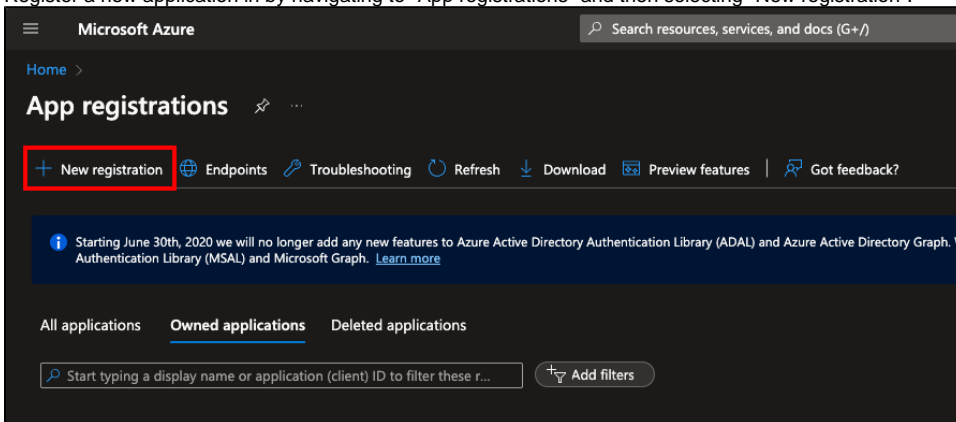 Register a new application in by navigating to "App registrations" and then selecting "New registration".
Microsoft Azure
Search resources, services, and docs (G+/)
Home >
App registrations
New registration Endpoints Troubleshooting Refresh Download Preview features | Got feedback?
Starting June 30th, 2020 we will no longer add any new features to Azure Active Directory Authentication Library (ADAL) and Azure Active Directory Graph.
Authentication Library (MSAL) and Microsoft Graph. Learn more
All applications Owned applications Deleted applications
Start typing a display name or application (client) ID to filter these r...
Add filters